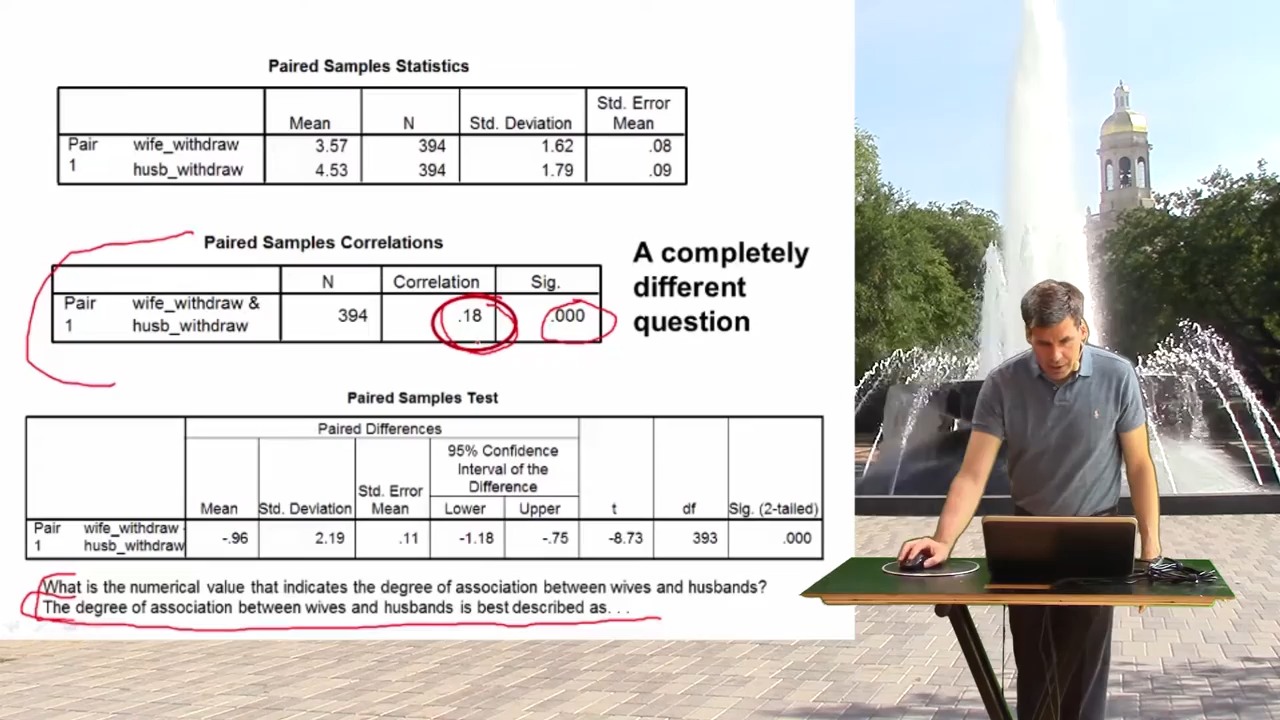 Paired Samples Statistics
Std. Error
Mean N Std. Deviation Mean
Pair wife_withdraw 3.57 394 1.62 .08
1 husb_withdraw 4.53 394 1.79 .09
Paired Samples Correlations
N Correlation Sig.
Pair wife_withdraw & 394 .18 .000
1 husb_withdraw
A completely
different
question
Paired Samples Test
Paired Differences
95% Confidence
Interval of the
Std. Error Difference
Mean Std. Deviation Mean Lower Upper t df Sig. (2-tailed)
Pair wife_withdraw - -.96 2.19 .11 -1.18 -.75 -8.73 393 .000
1 husb_withdraw
What is the numerical value that indicates the degree of association between wives and husbands?
The degree of association between wives and husbands is best described as. . .